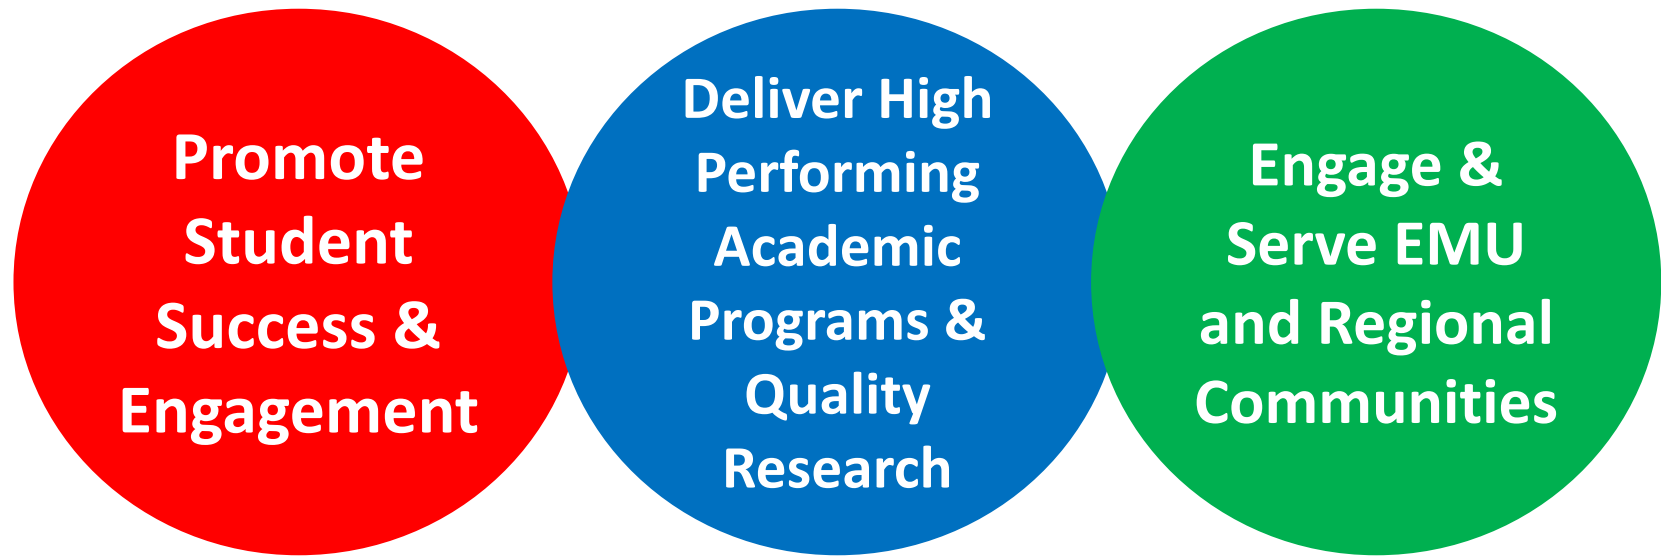 Promote
Student
Success &
Engagement
Deliver High
Performing
Academic
Programs &
Quality
Research
Engage &
Serve EMU
and Regional
Communities